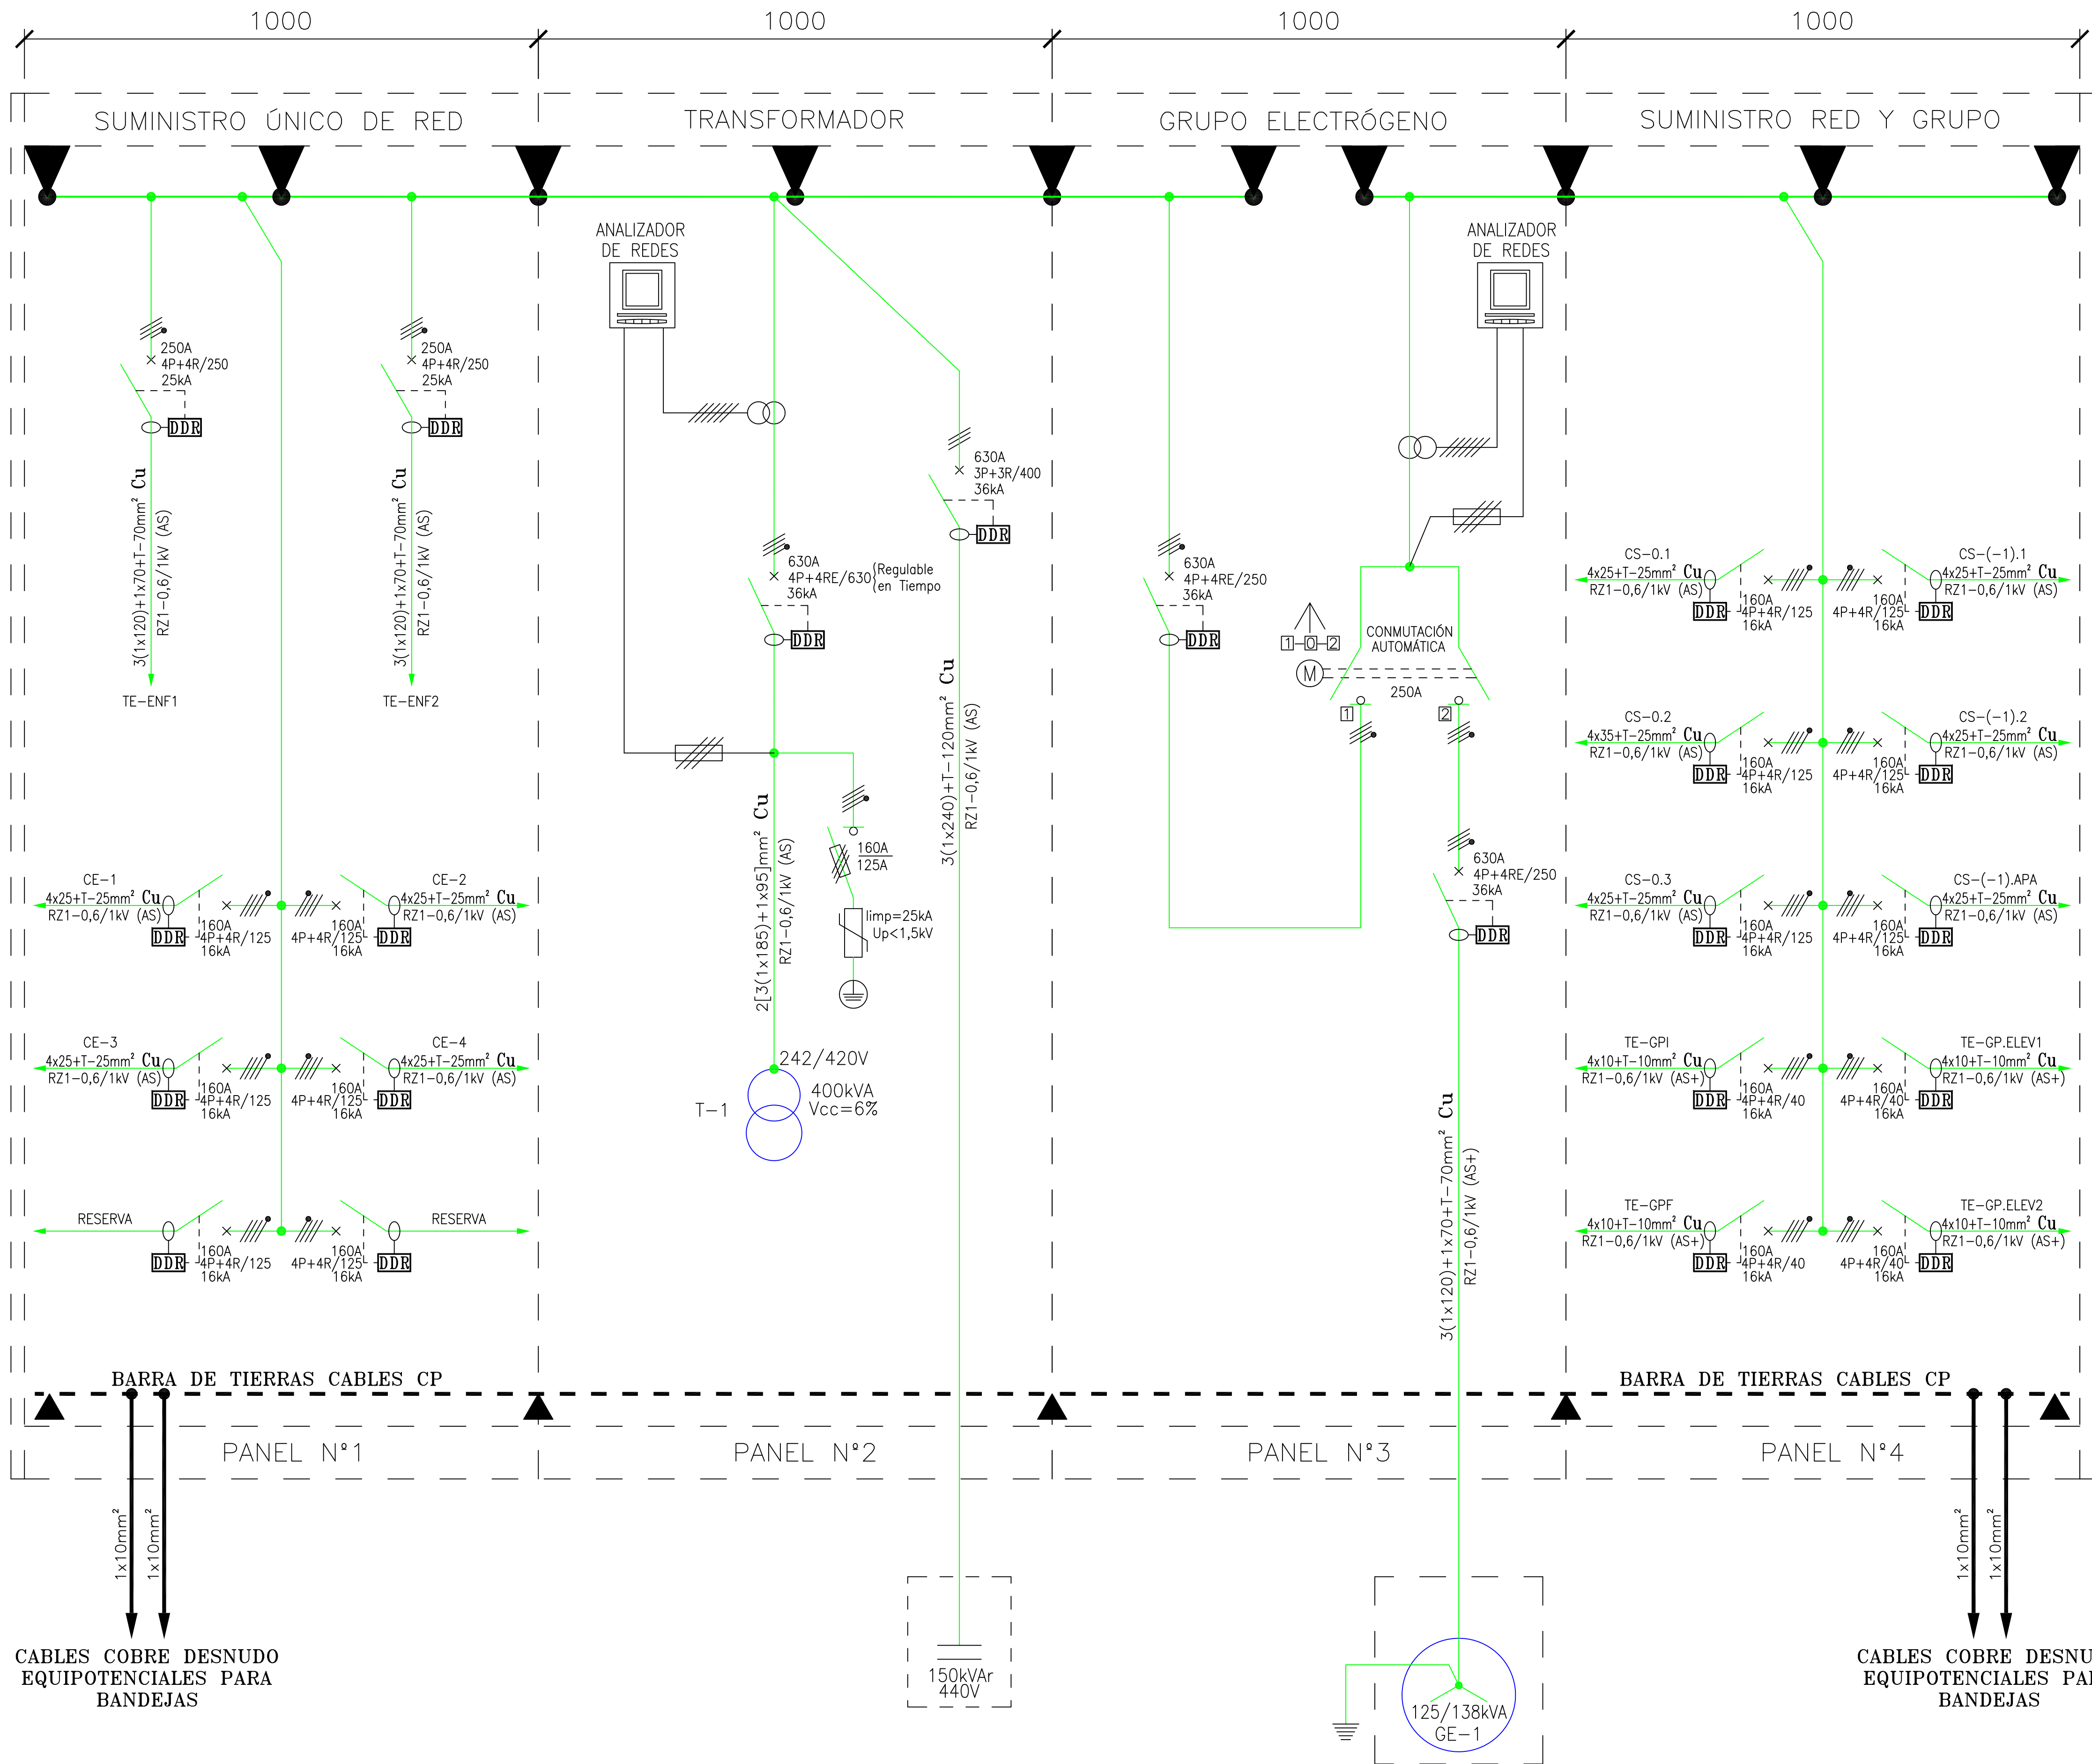 1000
1000
1000
1000
SUMINISTRO ÚNICO DE RED
TRANSFORMADOR
GRUPO ELECTRÓGENO
SUMINISTRO RED Y GRUPO
250A
4P+4R/250
25kA
DDR
3(1x120)+1x70+T-70mm² Cu
RZ1-0,6/1kV (AS)
TE-ENF1
250A
4P+4R/250
25kA
DDR
3(1x120)+1x70+T-70mm² Cu
RZ1-0,6/1kV (AS)
TE-ENF2
CE-1
4x25+T-25mm² Cu
RZ1-0,6/1kV (AS)
DDR
160A
4P+4R/125
16kA
CE-2
4x25+T-25mm² Cu
RZ1-0,6/1kV (AS)
160A
4P+4R/125
16kA
DDR
CE-3
4x25+T-25mm² Cu
RZ1-0,6/1kV (AS)
DDR
160A
4P+4R/125
16kA
CE-4
4x25+T-25mm² Cu
RZ1-0,6/1kV (AS)
160A
4P+4R/125
16kA
DDR
RESERVA
DDR
160A
4P+4R/125
16kA
RESERVA
160A
4P+4R/125
16kA
DDR
ANALIZADOR
DE REDES
630A
4P+4RE/630
36kA
(Regulable
(en Tiempo
DDR
630A
3P+3R/400
36kA
DDR
3(1x240)+T-120mm² Cu
RZ1-0,6/1kV (AS)
2[3(1x185)+1x95]mm² Cu
RZ1-0,6/1kV (AS)
160A
125A
Iimp=25kA
Up<1,5kV
242/420V
400kVA
Vcc=6%
T-1
ANALIZADOR
DE REDES
630A
4P+4RE/250
36kA
DDR
1-0-2
M
CONMUTACIÓN
AUTOMÁTICA
250A
1
2
630A
4P+4RE/250
36kA
DDR
3(1x120)+1x70+T-70mm² Cu
RZ1-0,6/1kV (AS+)
CS-0.1
4x25+T-25mm² Cu
RZ1-0,6/1kV (AS)
DDR
160A
4P+4R/125
16kA
CS-(-1).1
4x25+T-25mm² Cu
RZ1-0,6/1kV (AS)
160A
4P+4R/125
16kA
DDR
CS-0.2
4x35+T-25mm² Cu
RZ1-0,6/1kV (AS)
DDR
160A
4P+4R/125
16kA
CS-(-1).2
4x25+T-25mm² Cu
RZ1-0,6/1kV (AS)
160A
4P+4R/125
16kA
DDR
CS-0.3
4x25+T-25mm² Cu
RZ1-0,6/1kV (AS)
DDR
160A
4P+4R/125
16kA
CS-(-1).APA
4x25+T-25mm² Cu
RZ1-0,6/1kV (AS)
160A
4P+4R/125
16kA
DDR
TE-GPI
4x10+T-10mm² Cu
RZ1-0,6/1kV (AS+)
DDR
160A
4P+4R/40
16kA
TE-GP.ELEV1
4x10+T-10mm² Cu
RZ1-0,6/1kV (AS+)
160A
4P+4R/40
16kA
DDR
TE-GPF
4x10+T-10mm² Cu
RZ1-0,6/1kV (AS+)
DDR
160A
4P+4R/40
16kA
TE-GP.ELEV2
4x10+T-10mm² Cu
RZ1-0,6/1kV (AS+)
160A
4P+4R/40
16kA
DDR
BARRA DE TIERRAS CABLES CP
BARRA DE TIERRAS CABLES CP
PANEL Nº1
PANEL Nº2
PANEL Nº3
PANEL Nº4
1x10mm²
1x10mm²
CABLES COBRE DESNUDO
EQUIPOTENCIALES PARA
BANDEJAS
150kVAr
440V
125/138kVA
GE-1
1x10mm²
1x10mm²
CABLES COBRE DESNU
EQUIPOTENCIALES PA
BANDEJAS